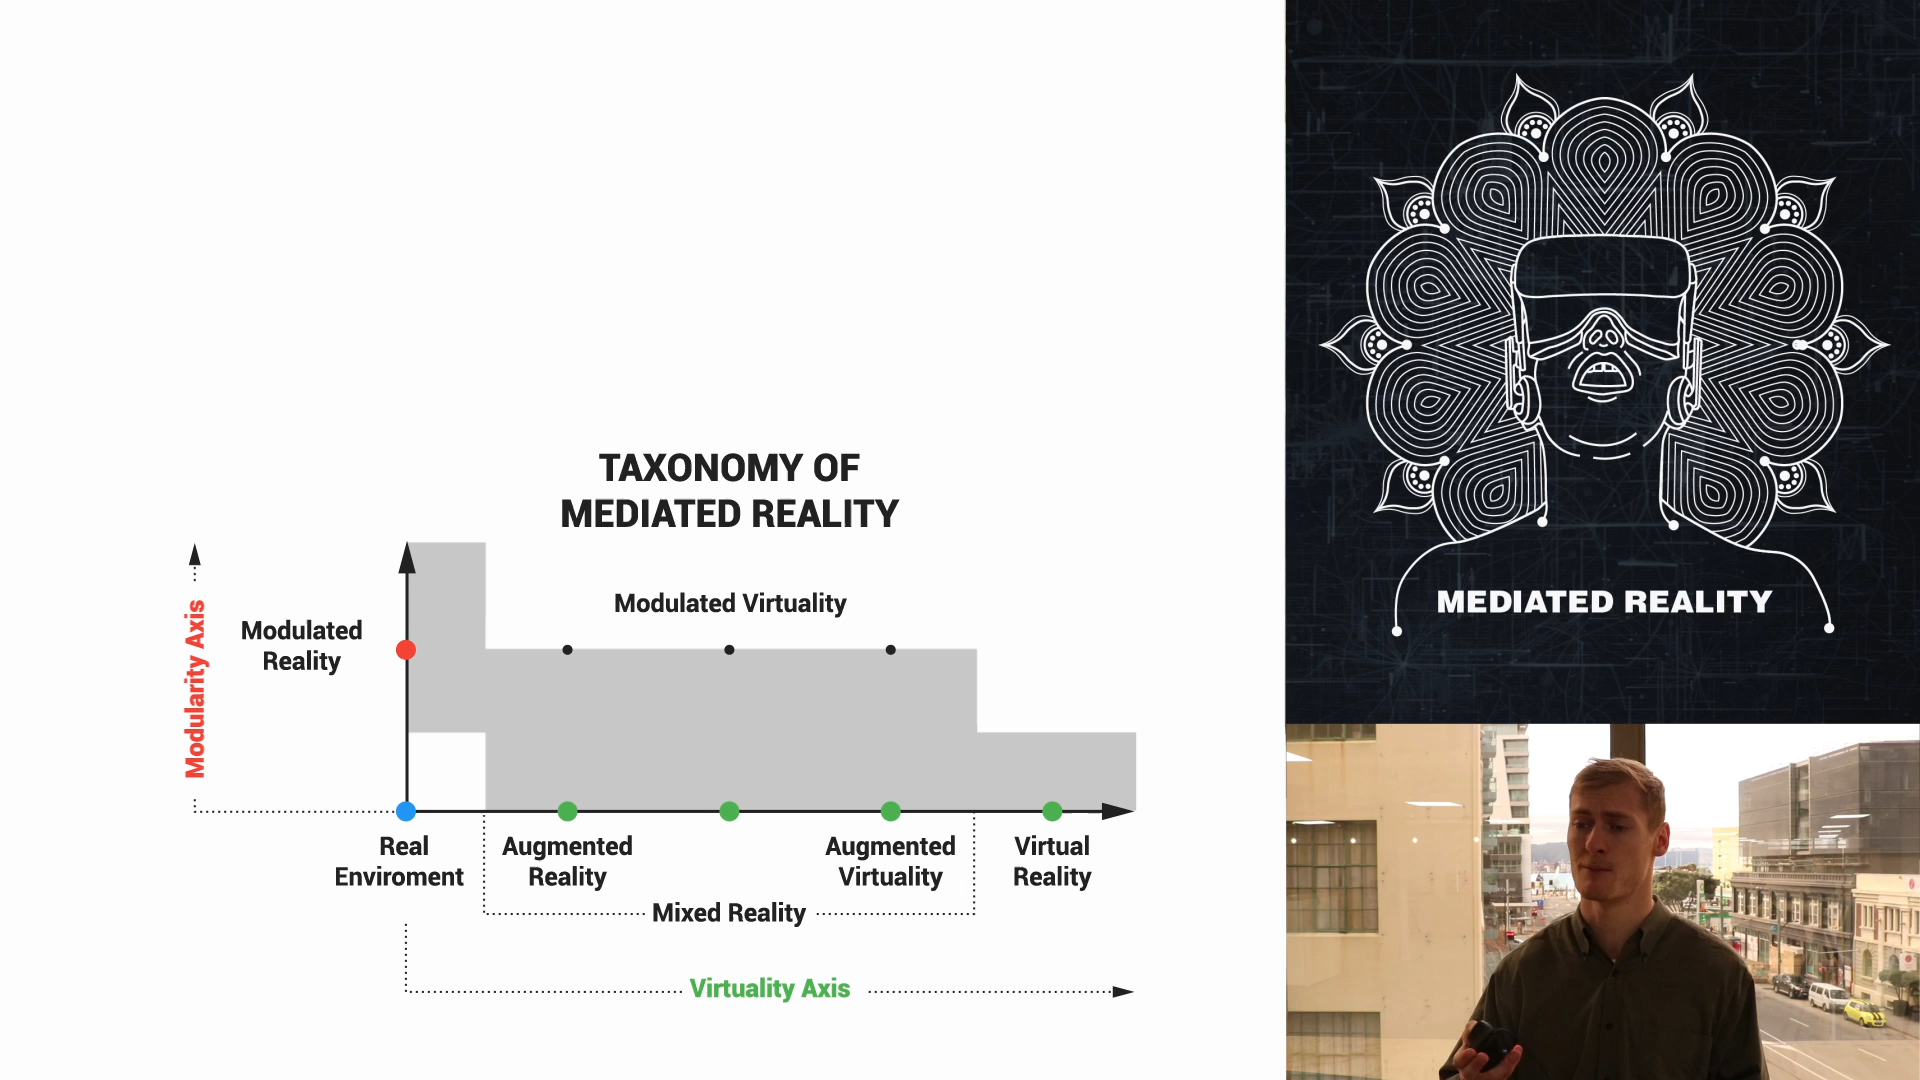 TAXONOMY OF
MEDIATED REALITY
Modularity Axis
Modulated
Reality
Modulated Virtuality
Real
Enviroment
Augmented
Reality
Augmented
Virtuality
Virtual
Reality
Mixed Reality
Virtuality Axis
MEDIATED REALITY